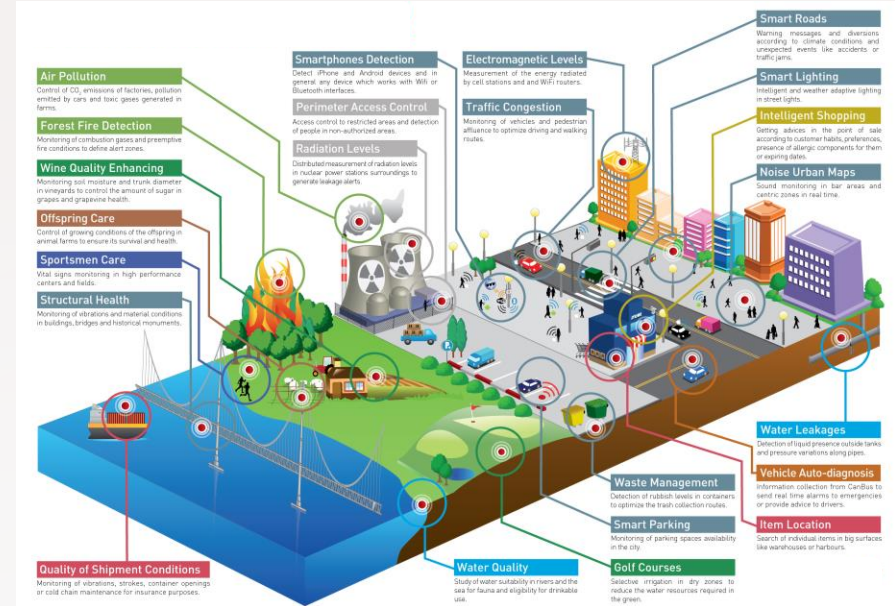 Air Pollution
Control of CO2 emissions of factories, pollution
emitted by cars and toxic gases generated in
farms.
Forest Fire Detection
Monitoring of combustion gases and preemptive
fire conditions to define alert zones.
Wine Quality Enhancing
Monitoring soil moisture and trunk diameter
in vineyards to control the amount of sugar in
grapes and grapevine health.
Offspring Care
Control of growing conditions of the offspring in
animal farms to ensure its survival and health.
Sportsmen Care
Vital signs monitoring in high performance
centers and fields.
Structural Health
Monitoring of vibrations and material conditions
in buildings, bridges and historical monuments.
Quality of Shipment Conditions
Monitoring of vibrations, strokes, container openings
or cold chain maintenance for insurance purposes.
Smartphones Detection
Detect iPhone and Android devices and in
general any device which works with Wifi or
Bluetooth interfaces.
Perimeter Access Control
Access control to restricted areas and detection
of people in non-authorized areas.
Radiation Levels
Distributed measurement of radiation levels
in nuclear power stations surroundings to
generate leakage alerts.
Electromagnetic Levels
Measurement of the energy radiated
by cell stations and and WiFi routers.
Traffic Congestion
Monitoring of vehicles and pedestrian
affluence to optimize driving and walking
routes.
Smart Roads
Warning messages and diversions
according to climate conditions and
unexpected events like accidents or
traffic jams.
Smart Lighting
Intelligent and weather adaptive lighting
in street lights.
Intelligent Shopping
Getting advices in the point of sale
according to customer habits, preferences,
presence of allergic components for them
or expiring dates.
Noise Urban Maps
Sound monitoring in bar areas and
centric zones in real time.
Water Leakages
Detection of liquid presence outside tanks
and pressure variations along pipes.
Vehicle Auto-diagnosis
Information collection from CanBus to
send real time alarms to emergencies
or provide advice to drivers.
Item Location
Search of individual items in big surfaces
like warehouses or harbours.
Waste Management
Detection of rubbish levels in containers
to optimize the trash collection routes.
Smart Parking
Monitoring of parking spaces availability
in the city.
Golf Courses
Selective irrigation in dry zones to
reduce the water resources required in
the green.
Water Quality
Study of water suitability in rivers and the
sea for fauna and eligibility for drinkable
use.